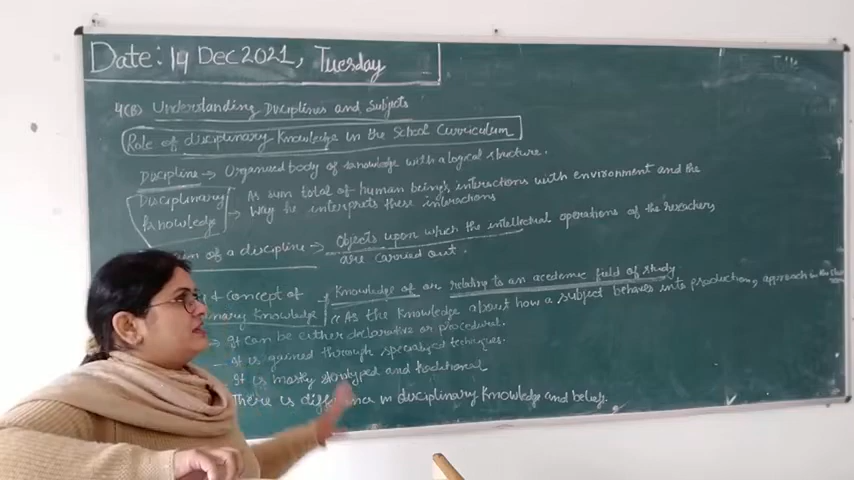 Date: 14 Dec 2021, Tuesday
4(B) Understanding Disciplines and Subjects
Role of disciplinary Knowledge in the School Curriculum
Discipline → Organised body of knowledge with a logical structure.
Disciplinary Knowledge → As sum total of human being's interactions with environment and the
way he interprets these interactions
of a discipline → Objects upon which the intellectual operations of the
are carried out.
& concept of Knowledge → Knowledge of or relating to an academic field of study
"As the knowledge about how a subject behaves into production, approach
→ It can be either declarative or procedural.
It is gained through specialized techniques.
It is mostly and traditional
There is difference in disciplinary Knowledge and beliefs.